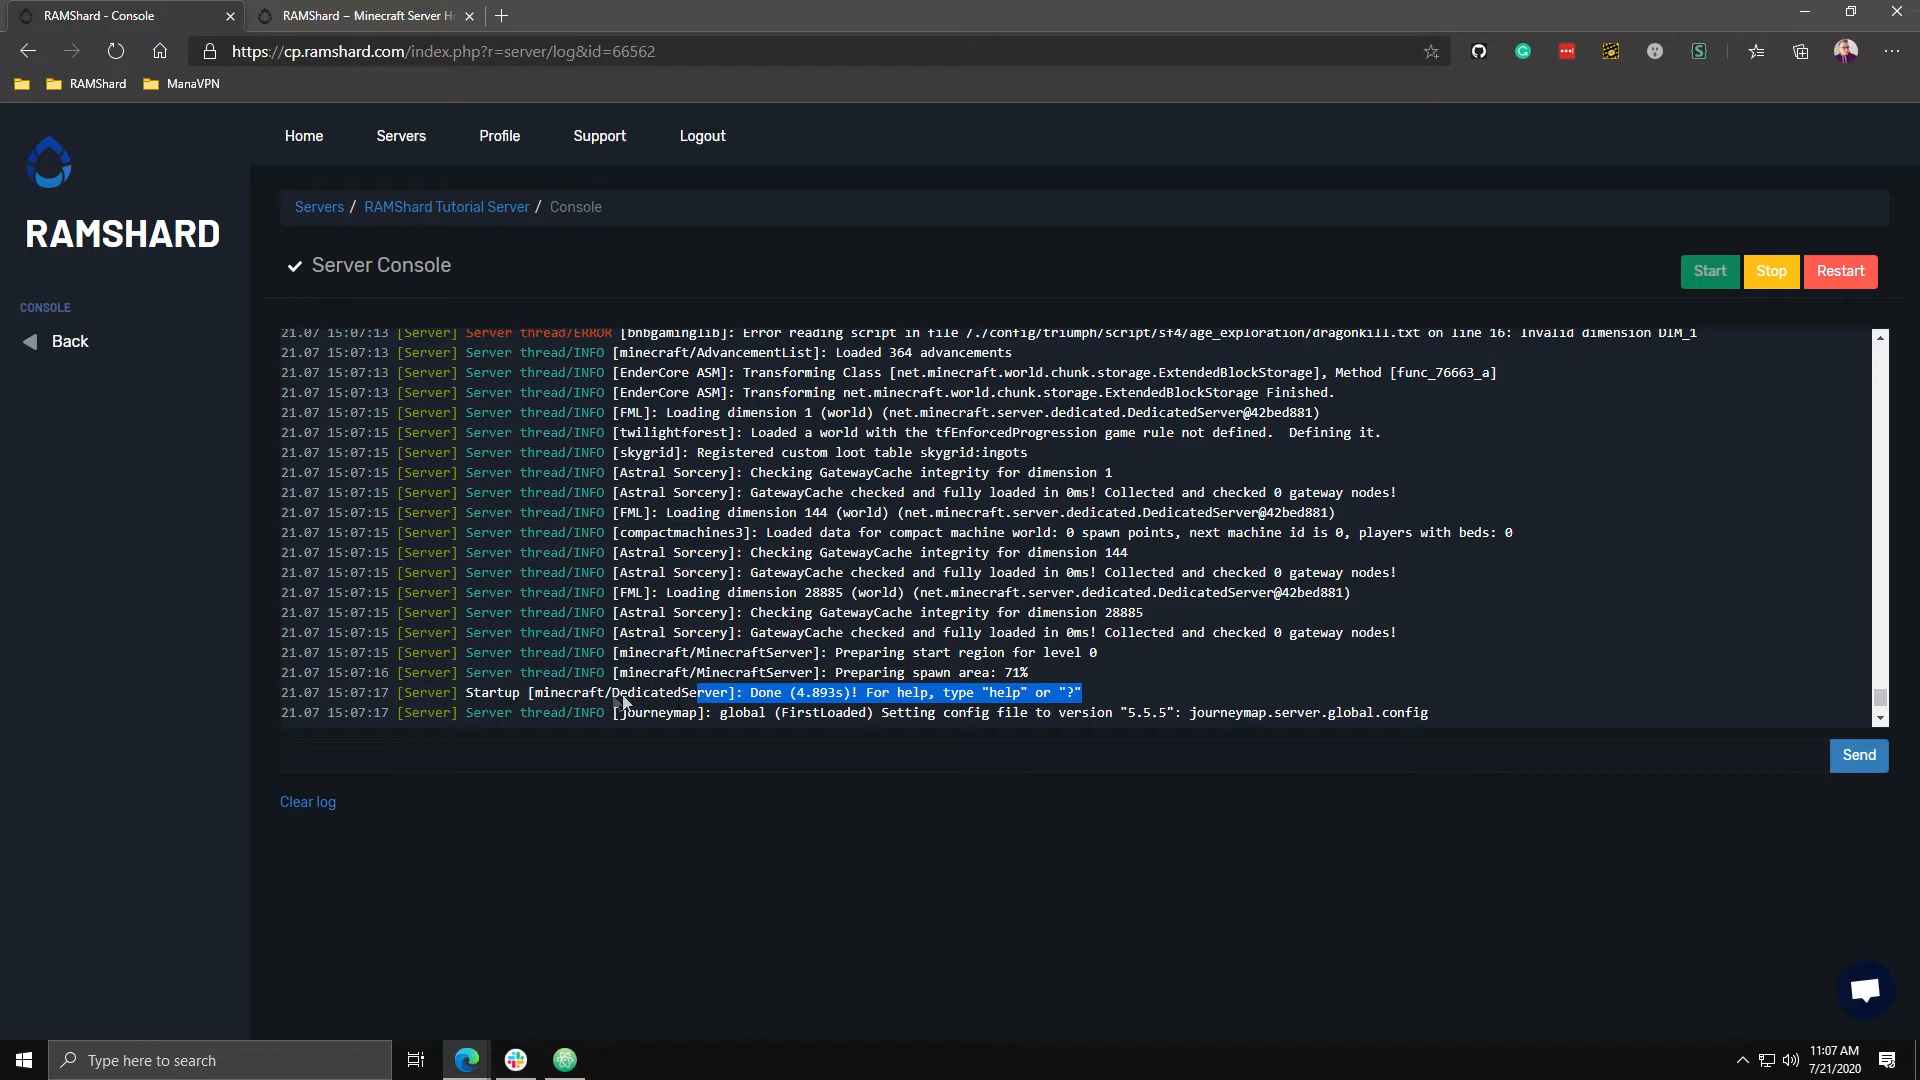 RAMShard - Console
RAMShard – Minecraft Server H
https://cp.ramshard.com/index.php?r=server/log&id=66562
RAMShard
ManaVPN
Home
Servers
Profile
Support
Logout
RAMSHARD
CONSOLE
Back
Servers / RAMShard Tutorial Server / Console
Server Console
Start
Stop
Restart
21.07 15:07:13 [Server] Server thread/ERROR [bnbgaminglib]: Error reading script in file /./config/triumph/script/sf4/age_exploration/dragonkill.txt on line 16: Invalid dimension DIM_1
21.07 15:07:13 [Server] Server thread/INFO [minecraft/AdvancementList]: Loaded 364 advancements
21.07 15:07:13 [Server] Server thread/INFO [EnderCore ASM]: Transforming Class [net.minecraft.world.chunk.storage.ExtendedBlockStorage], Method [func_76663_a]
21.07 15:07:13 [Server] Server thread/INFO [EnderCore ASM]: Transforming net.minecraft.world.chunk.storage.ExtendedBlockStorage Finished.
21.07 15:07:15 [Server] Server thread/INFO [FML]: Loading dimension 1 (world) (net.minecraft.server.dedicated.DedicatedServer@42bed881)
21.07 15:07:15 [Server] Server thread/INFO [twilightforest]: Loaded a world with the tfEnforcedProgression game rule not defined.  Defining it.
21.07 15:07:15 [Server] Server thread/INFO [skygrid]: Registered custom loot table skygrid:ingots
21.07 15:07:15 [Server] Server thread/INFO [Astral Sorcery]: Checking GatewayCache integrity for dimension 1
21.07 15:07:15 [Server] Server thread/INFO [Astral Sorcery]: GatewayCache checked and fully loaded in 0ms! Collected and checked 0 gateway nodes!
21.07 15:07:15 [Server] Server thread/INFO [FML]: Loading dimension 144 (world) (net.minecraft.server.dedicated.DedicatedServer@42bed881)
21.07 15:07:15 [Server] Server thread/INFO [compactmachines3]: Loaded data for compact machine world: 0 spawn points, next machine id is 0, players with beds: 0
21.07 15:07:15 [Server] Server thread/INFO [Astral Sorcery]: Checking GatewayCache integrity for dimension 144
21.07 15:07:15 [Server] Server thread/INFO [Astral Sorcery]: GatewayCache checked and fully loaded in 0ms! Collected and checked 0 gateway nodes!
21.07 15:07:15 [Server] Server thread/INFO [FML]: Loading dimension 28885 (world) (net.minecraft.server.dedicated.DedicatedServer@42bed881)
21.07 15:07:15 [Server] Server thread/INFO [Astral Sorcery]: Checking GatewayCache integrity for dimension 28885
21.07 15:07:15 [Server] Server thread/INFO [Astral Sorcery]: GatewayCache checked and fully loaded in 0ms! Collected and checked 0 gateway nodes!
21.07 15:07:15 [Server] Server thread/INFO [minecraft/MinecraftServer]: Preparing start region for level 0
21.07 15:07:16 [Server] Server thread/INFO [minecraft/MinecraftServer]: Preparing spawn area: 71%
21.07 15:07:17 [Server] Startup [minecraft/DedicatedServer]: Done (4.893s)! For help, type "help" or "?"
21.07 15:07:17 [Server] Server thread/INFO [journeymap]: global (FirstLoaded) Setting config file to version "5.5.5": journeymap.server.global.config
Send
Clear log
Type here to search
11:07 AM
7/21/2020